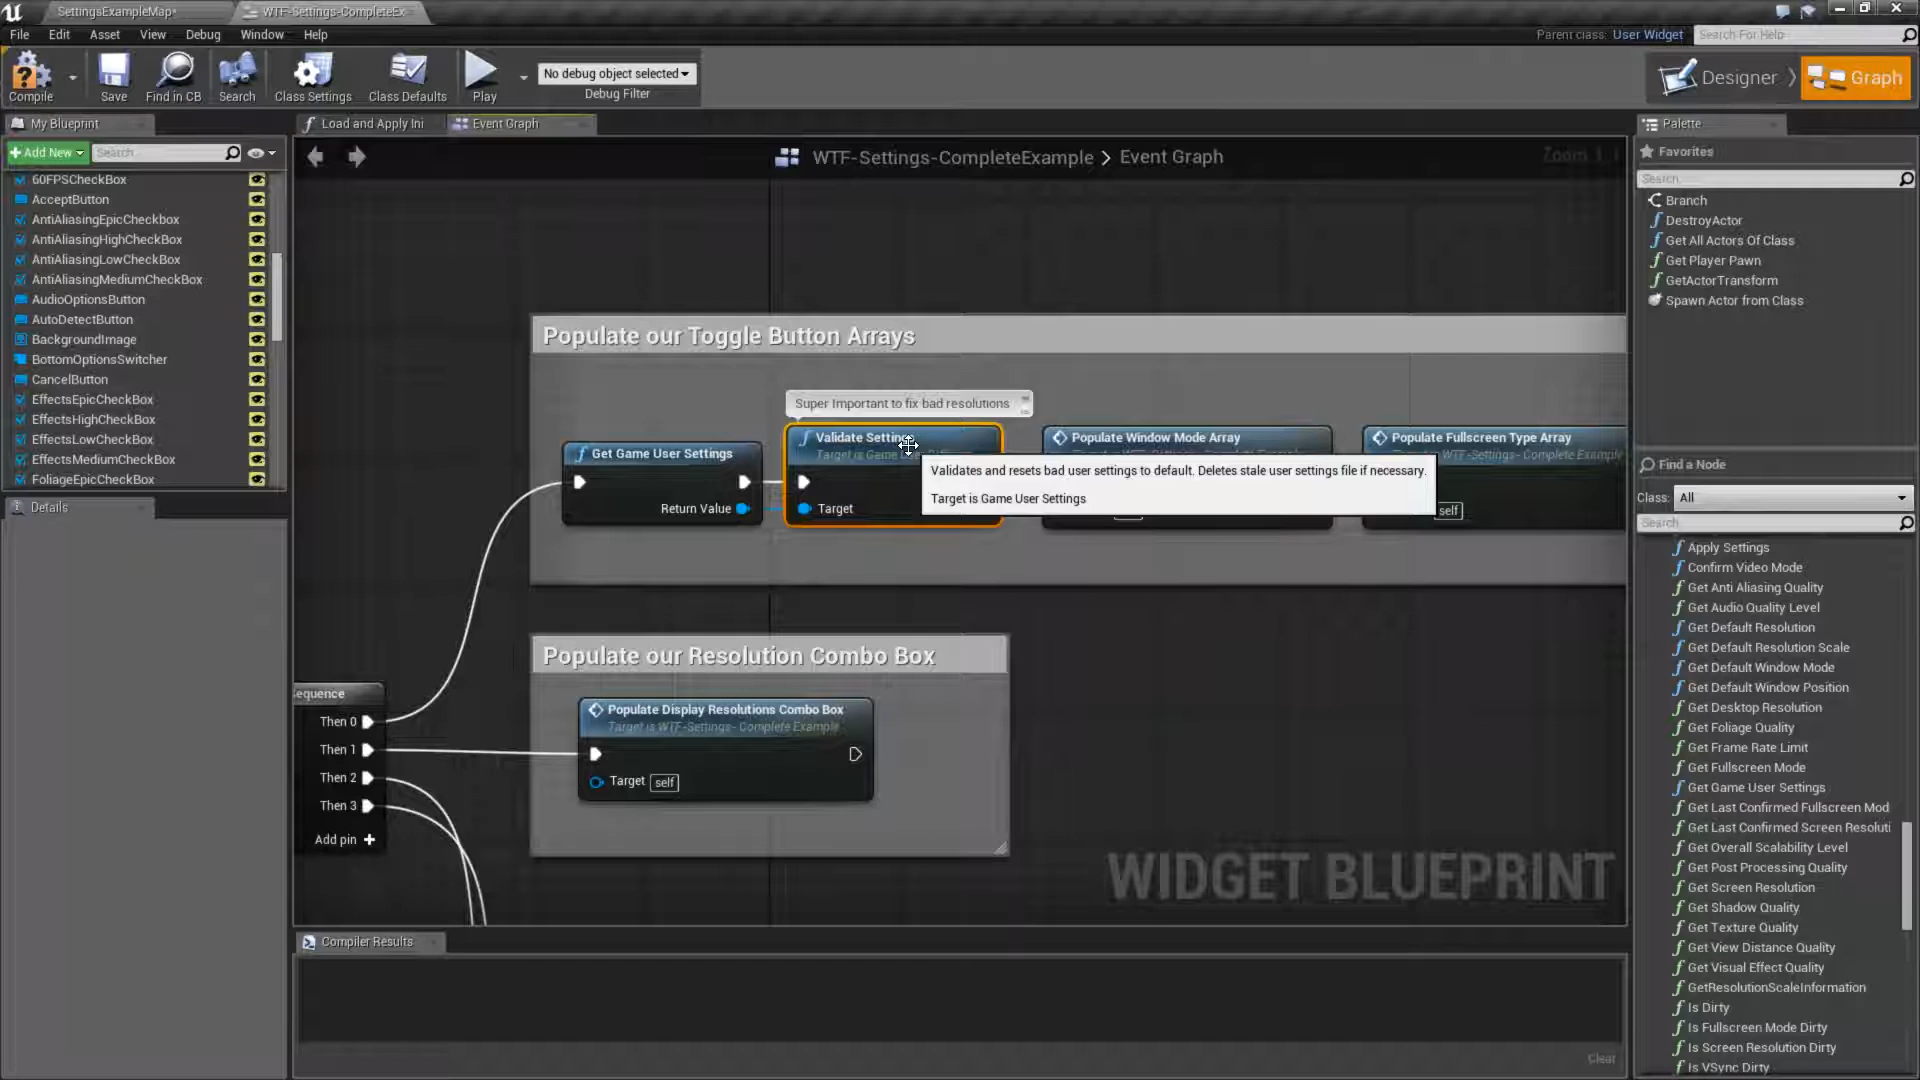 SettingsExampleMap*
WTF-Settings-CompleteEx
File Edit Asset View Debug Window Help
Parent class: User Widget
Search For Help
Compile
Save
Find in CB
Search
Class Settings
Class Defaults
Play
No debug object selected
Debug Filter
Designer
Graph
My Blueprint
Add New
Search
60FPSCheckBox
AcceptButton
AntiAliasingEpicCheckbox
AntiAliasingHighCheckBox
AntiAliasingLowCheckBox
AntiAliasingMediumCheckBox
AudioOptionsButton
AutoDetectButton
BackgroundImage
BottomOptionsSwitcher
CancelButton
EffectsEpicCheckBox
EffectsHighCheckBox
EffectsLowCheckBox
EffectsMediumCheckBox
FoliageEpicCheckBox
Details
Load and Apply Ini
Event Graph
WTF-Settings-CompleteExample > Event Graph
Zoom 1:1
Populate our Toggle Button Arrays
Super Important to fix bad resolutions
Get Game User Settings
Return Value
Validate Settings
Target is Game
Target
Populate Window Mode Array
Populate Fullscreen Type Array
WTF-Settings- Complete Example
self
Validates and resets bad user settings to default. Deletes stale user settings file if necessary.
Target is Game User Settings
Populate our Resolution Combo Box
Populate Display Resolutions Combo Box
Target is WTF-Settings- Complete Example
Target self
equence
Then 0
Then 1
Then 2
Then 3
Add pin
WIDGET BLUEPRINT
Compiler Results
Clear
Palette
Favorites
Search
Branch
DestroyActor
Get All Actors Of Class
Get Player Pawn
GetActorTransform
Spawn Actor from Class
Find a Node
Class: All
Search
Apply Settings
Confirm Video Mode
Get Anti Aliasing Quality
Get Audio Quality Level
Get Default Resolution
Get Default Resolution Scale
Get Default Window Mode
Get Default Window Position
Get Desktop Resolution
Get Foliage Quality
Get Frame Rate Limit
Get Fullscreen Mode
Get Game User Settings
Get Last Confirmed Fullscreen Mod
Get Last Confirmed Screen Resoluti
Get Overall Scalability Level
Get Post Processing Quality
Get Screen Resolution
Get Shadow Quality
Get Texture Quality
Get View Distance Quality
Get Visual Effect Quality
GetResolutionScaleInformation
Is Dirty
Is Fullscreen Mode Dirty
Is Screen Resolution Dirty
Is VSync Dirty